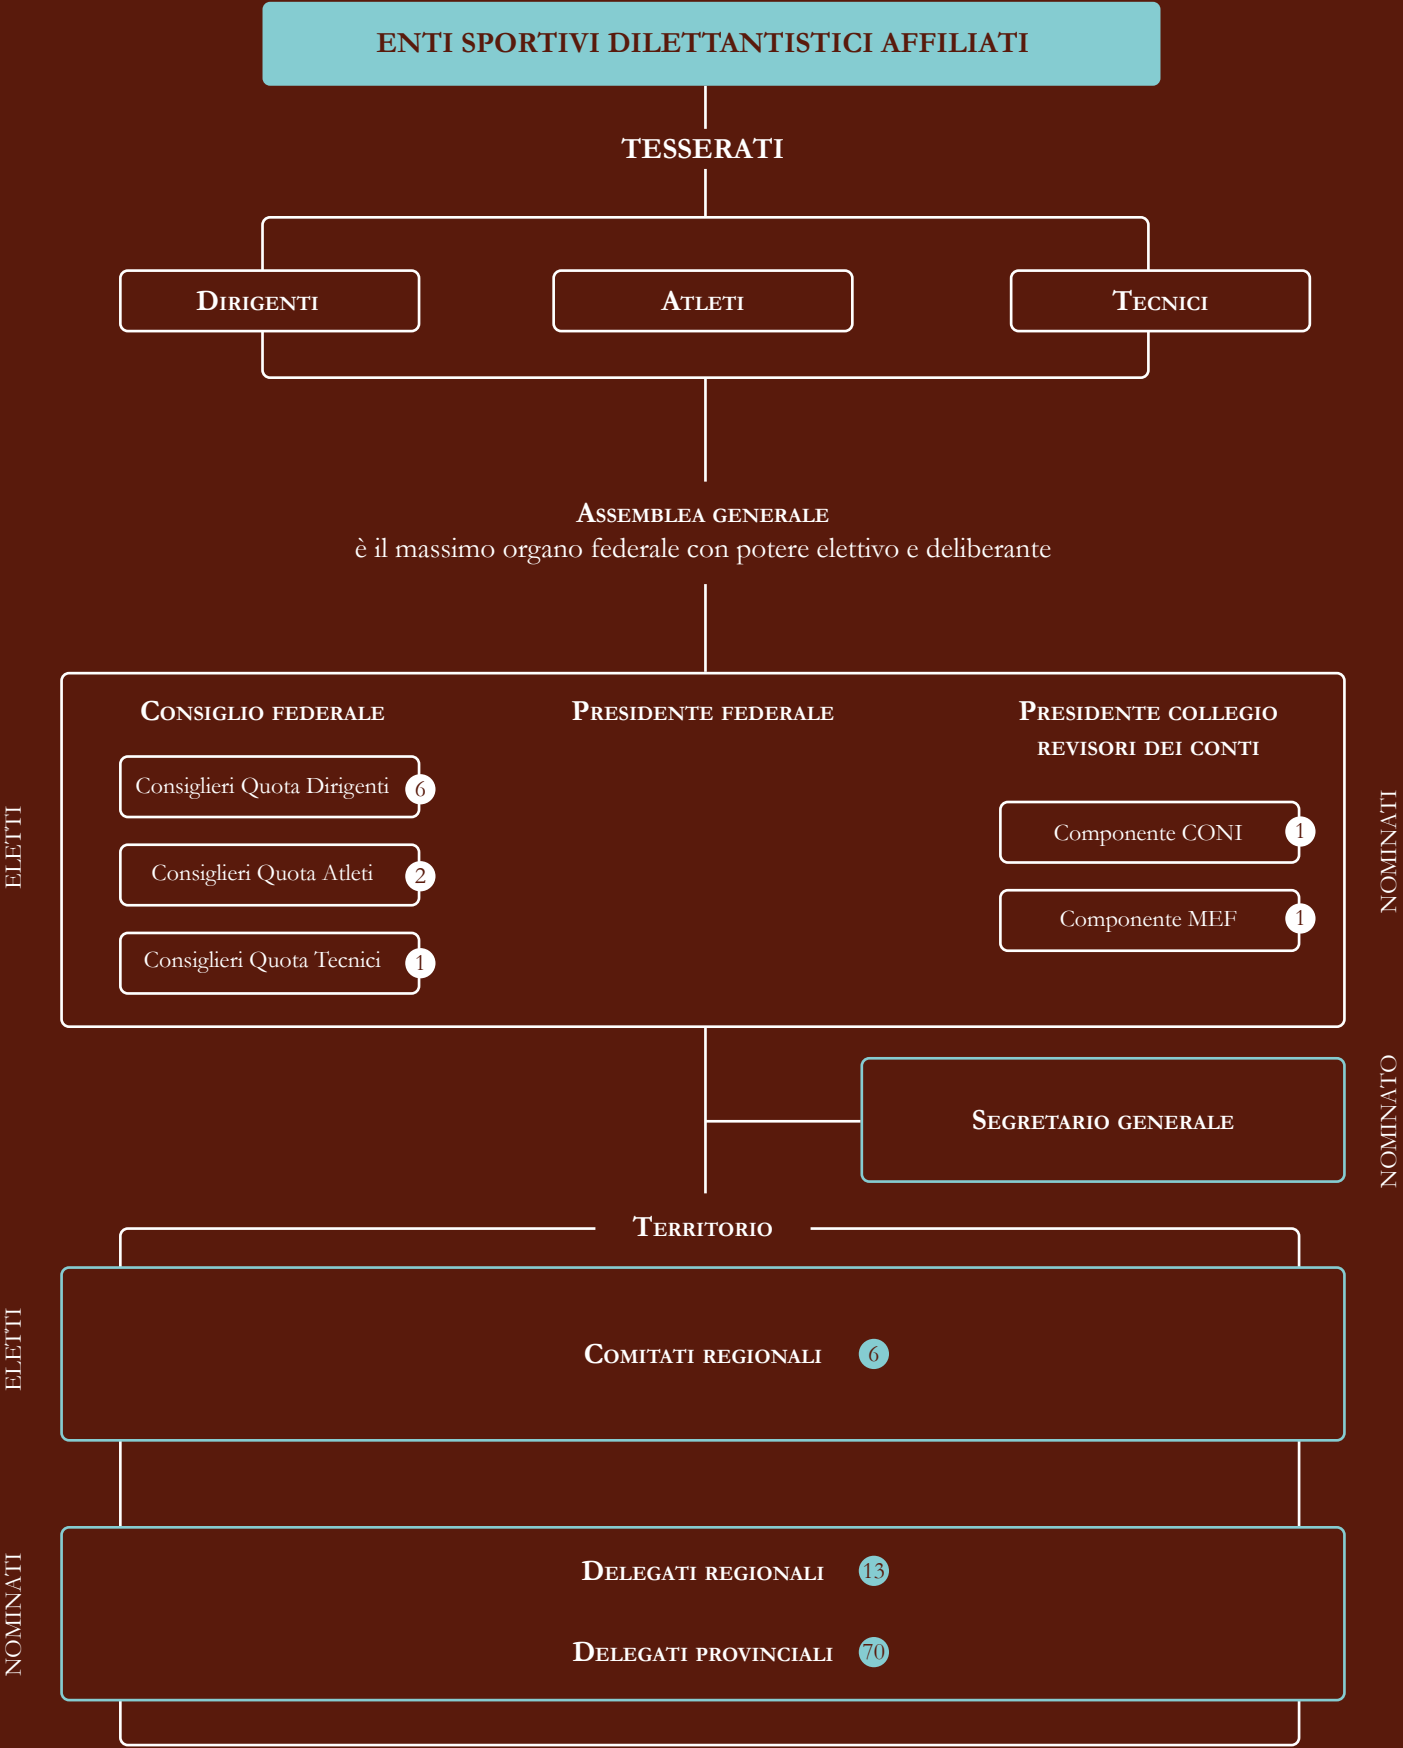 ENTI SPORTIVI DILETTANTISTICI AFFILIATI
TESSERATI
Dirigenti
Atleti
Tecnici
Assemblea generale
è il massimo organo federale con potere elettivo e deliberante
ELETTI
Consiglio federale
Consiglieri Quota Dirigenti 6
Consiglieri Quota Atleti 2
Consiglieri Quota Tecnici 1
Presidente federale
Presidente collegio
revisori dei conti
Componente CONI 1
Componente MEF 1
NOMINATI
Segretario generale
NOMINATO
Territorio
ELETTI
Comitati regionali 6
NOMINATI
Delegati regionali 13
Delegati provinciali 70